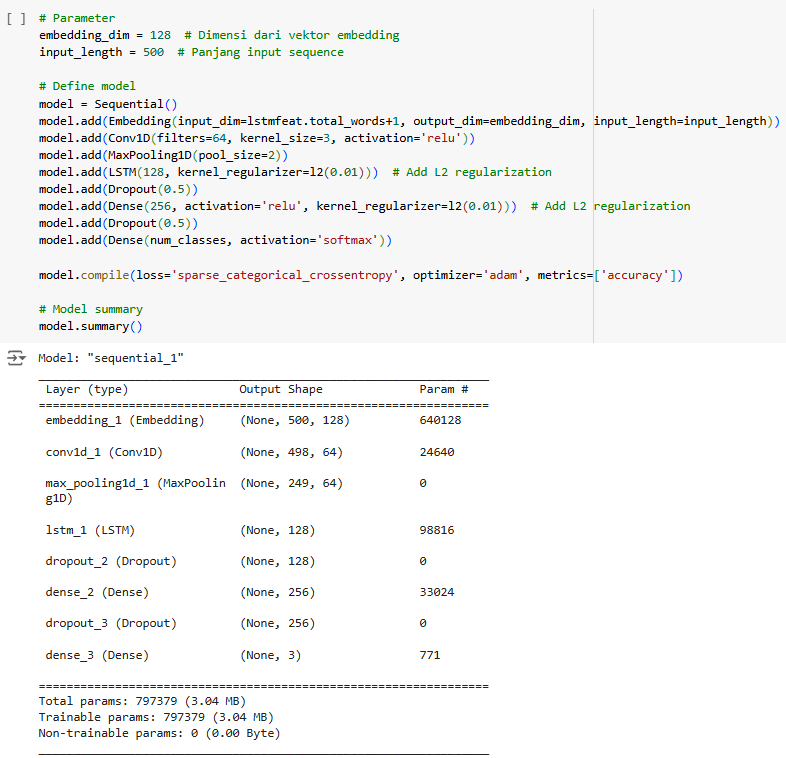 [ ] # Parameter
embedding_dim = 128  # Dimensi dari vektor embedding
input_length = 500  # Panjang input sequence
# Define model
model = Sequential()
model.add(Embedding(input_dim=lstmfeat.total_words+1, output_dim=embedding_dim, input_length=input_length))
model.add(Conv1D(filters=64, kernel_size=3, activation='relu'))
model.add(MaxPooling1D(pool_size=2))
model.add(LSTM(128, kernel_regularizer=l2(0.01)))  # Add L2 regularization
model.add(Dropout(0.5))
model.add(Dense(256, activation='relu', kernel_regularizer=l2(0.01)))  # Add L2 regularization
model.add(Dropout(0.5))
model.add(Dense(num_classes, activation='softmax'))
model.compile(loss='sparse_categorical_crossentropy', optimizer='adam', metrics=['accuracy'])
# Model summary
model.summary()
Model: "sequential_1"
_________________________________________________________________
Layer (type) Output Shape Param #
=================================================================
embedding_1 (Embedding) (None, 500, 128) 640128
conv1d_1 (Conv1D) (None, 498, 64) 24640
max_pooling1d_1 (MaxPoolin (None, 249, 64) 0
g1D)
lstm_1 (LSTM) (None, 128) 98816
dropout_2 (Dropout) (None, 128) 0
dense_2 (Dense) (None, 256) 33024
dropout_3 (Dropout) (None, 256) 0
dense_3 (Dense) (None, 3) 771
=================================================================
Total params: 797379 (3.04 MB)
Trainable params: 797379 (3.04 MB)
Non-trainable params: 0 (0.00 Byte)
_________________________________________________________________